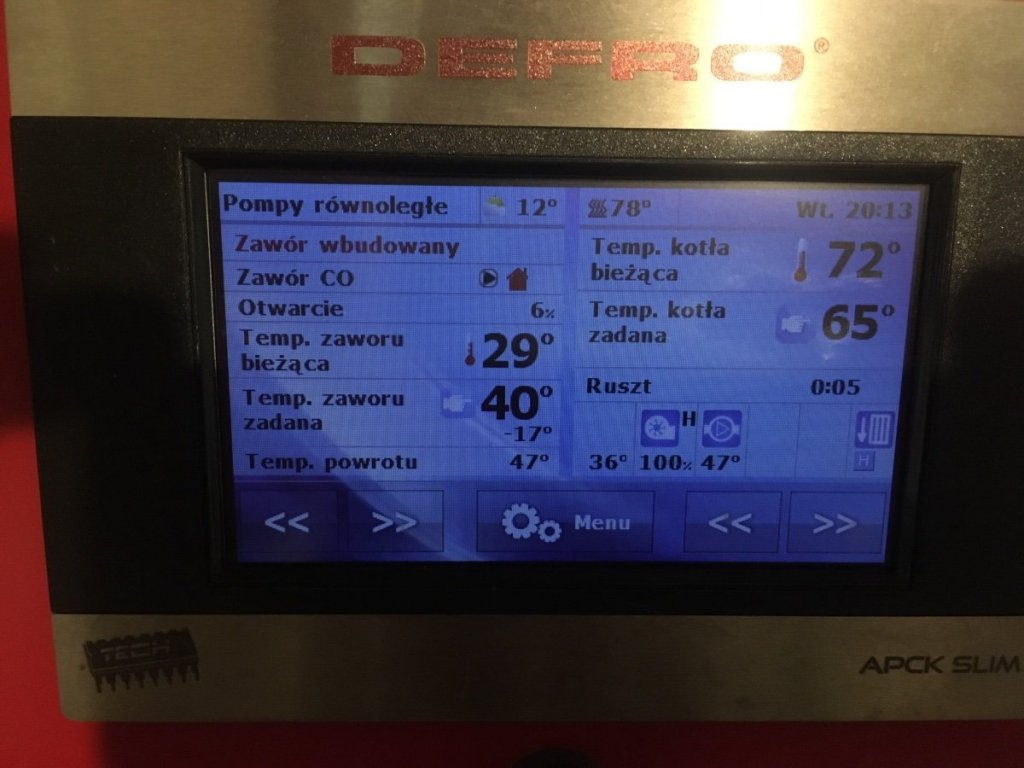 DEFRO®
Pompy równoległe 12°
Zawór wbudowany
Zawór CO
Otwarcie 6%
Temp. zaworu
bieżąca 29°
Temp. zaworu
zadana 40°
-17°
Temp. powrotu 47°
78° Wt. 20:13
Temp. kotła
bieżąca 72°
Temp. kotła
zadana 65°
Ruszt 0:05
H
36° 100% 47° H
<< >> Menu << >>
TECH
APCK SLIM